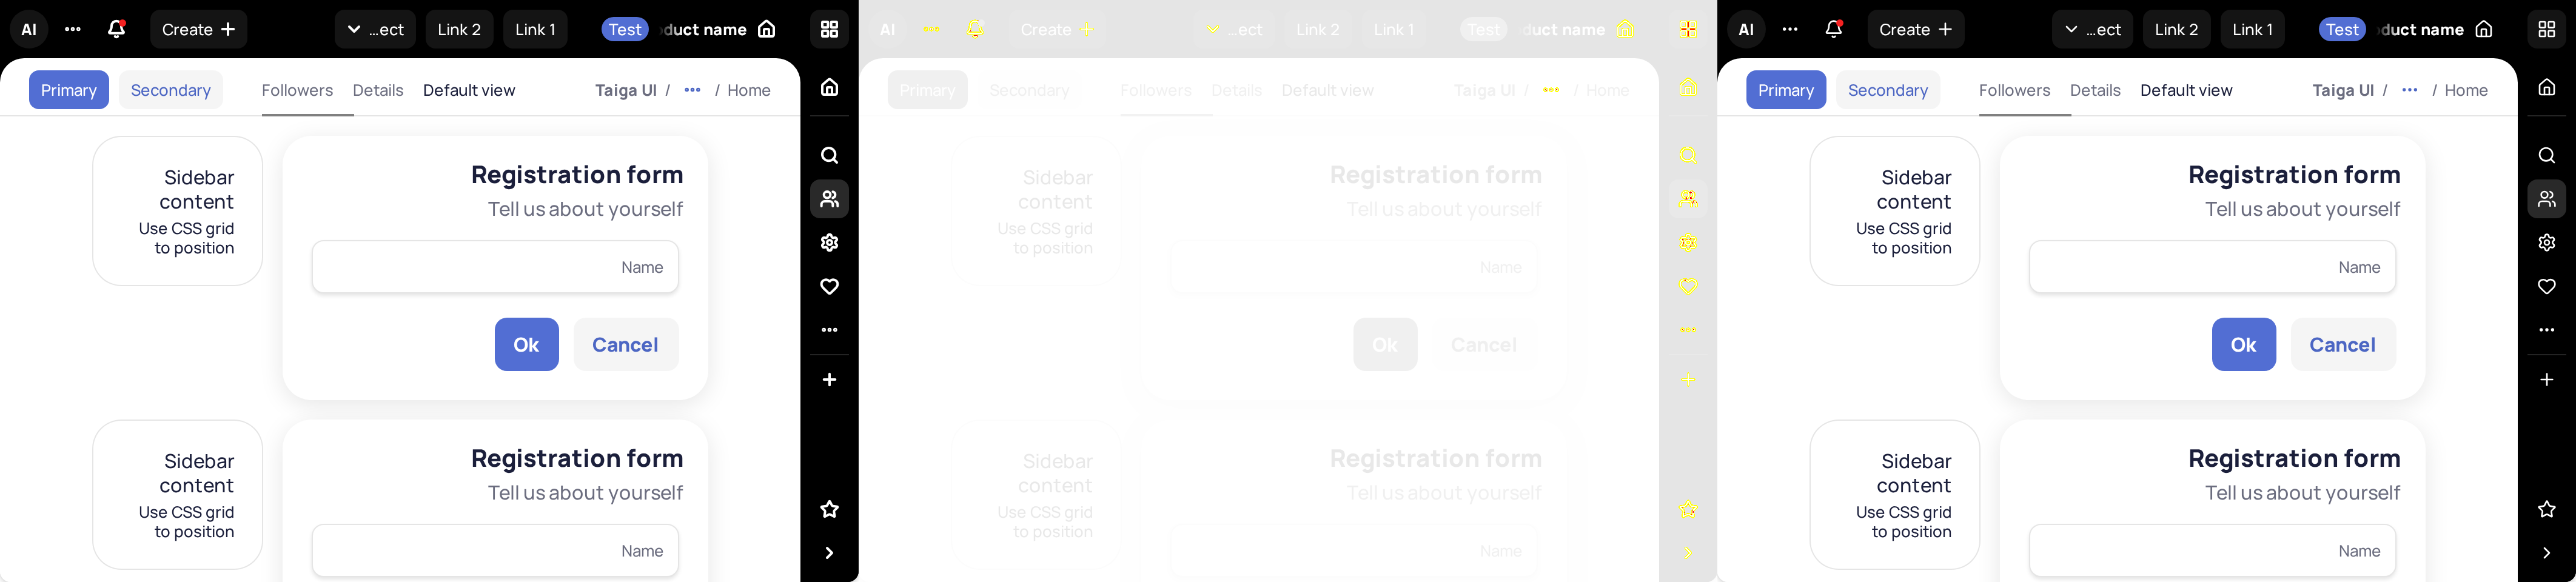 AI ... Create + ...ect Link 2 Link 1 Test duct name
Primary Secondary Followers Details Default view Taiga UI / ... / Home
Sidebar
content
Use CSS grid
to position
Registration form
Tell us about yourself
Name
Ok Cancel
Sidebar
content
Use CSS grid
to position
Registration form
Tell us about yourself
Name
AI ... Create + ...ect Link 2 Link 1 Test duct name
Primary Secondary Followers Details Default view Taiga UI / ... / Home
Sidebar
content
Use CSS grid
to position
Registration form
Tell us about yourself
Name
Ok Cancel
Sidebar
content
Use CSS grid
to position
Registration form
Tell us about yourself
Name
AI ... Create + ...ect Link 2 Link 1 Test duct name
Primary Secondary Followers Details Default view Taiga UI / ... / Home
Sidebar
content
Use CSS grid
to position
Registration form
Tell us about yourself
Name
Ok Cancel
Sidebar
content
Use CSS grid
to position
Registration form
Tell us about yourself
Name